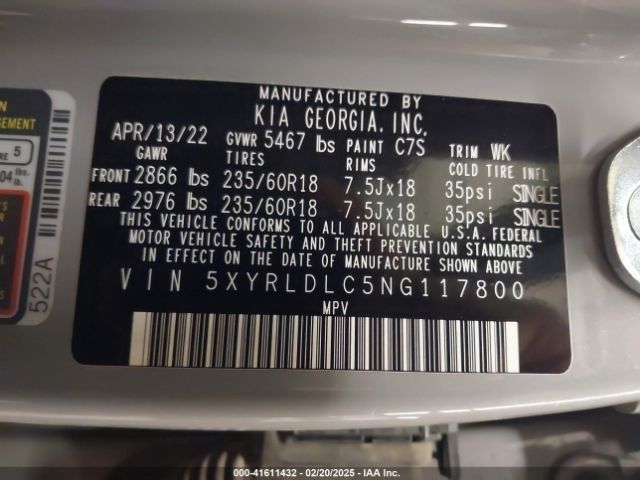 MANUFACTURED BY
KIA GEORGIA, INC.
APR/13/22 GVWR 5467 lbs PAINT C7S TRIM WK
GAWR TIRES RIMS COLD TIRE INFL
FRONT 2866 lbs 235/60R18 7.5Jx18 35psi SINGLE
REAR 2976 lbs 235/60R18 7.5Jx18 35psi SINGLE
THIS VEHICLE CONFORMS TO ALL APPLICABLE U.S.A. FEDERAL
MOTOR VEHICLE SAFETY AND THEFT PREVENTION STANDARDS
IN EFFECT ON THE DATE OF MANUFACTURE SHOWN ABOVE
VIN 5XYRLDLC5NG117800
MPV
5
522A
000-41611432 - 02/20/2025 - IAA Inc.